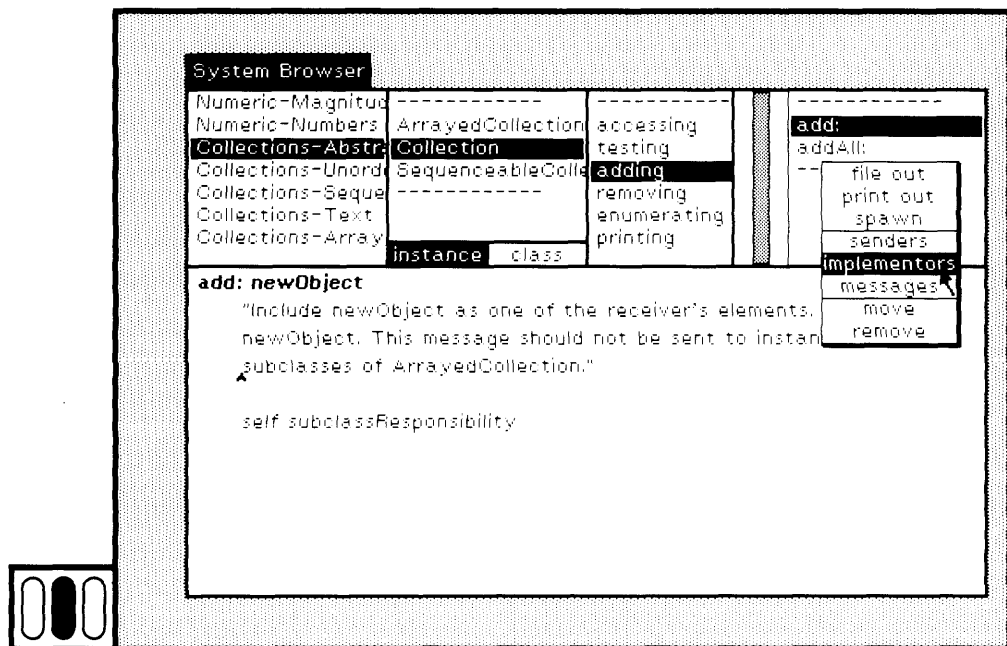 System Browser
Numeric-Magnitud
Numeric-Numbers
Collections-Abstr
Collections-Unord
Collections-Seque
Collections-Text
Collections-Array
------------
ArrayedCollection
Collection
SequenceableColle
------------
instance class
-----------
accessing
testing
adding
removing
enumerating
printing
------------
add:
addAll:
--
file out
print out
spawn
senders
implementors
messages
move
remove
add: newObject
"Include newObject as one of the receiver's elements.
newObject. This message should not be sent to instan
subclasses of ArrayedCollection."
self subclassResponsibility